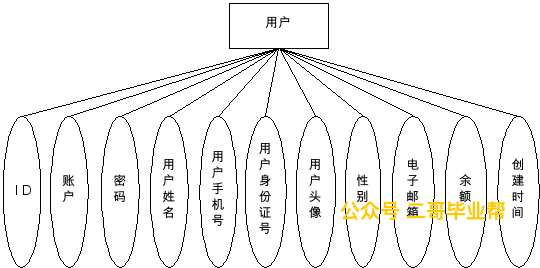 用户
ID
账户
密码
用户姓名
用户手机号
用户身份证号
用户头像
性别
电子邮箱
余额
创建时间
公众号 二哥毕业帮